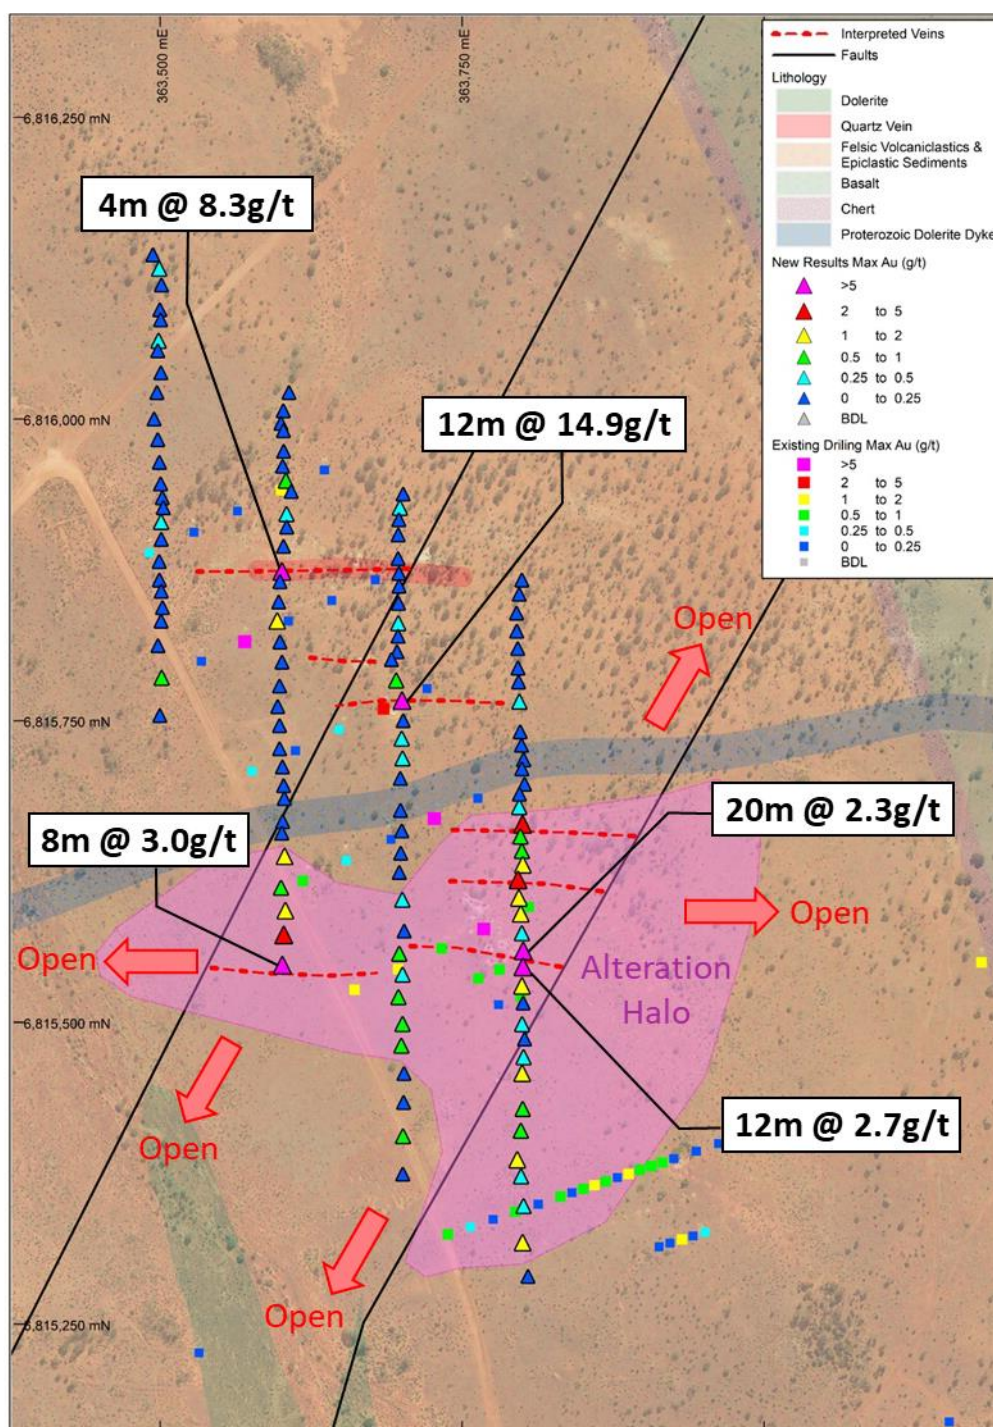 363,500 mE
363,750 mE
Interpreted Veins
Faults
Lithology
Dolerite
Quartz Vein
Felsic Volcaniclastics &
Epiclastic Sediments
Basalt
Chert
Proterozoic Dolerite Dyke
New Results Max Au (g/t)
>5
2 to 5
1 to 2
0.5 to 1
0.25 to 0.5
0 to 0.25
BDL
Existing Driling Max Au (g/t)
>5
2 to 5
1 to 2
0.5 to 1
0.25 to 0.5
0 to 0.25
BDL
6,816,250 mN
4m @ 8.3g/t
6,816,000 mN
12m @ 14.9g/t
Open
6,815,750 mN
20m @ 2.3g/t
8m @ 3.0g/t
Open
Open
Alteration
Halo
6,815,500 mN
12m @ 2.7g/t
Open
Open
6,815,250 mN